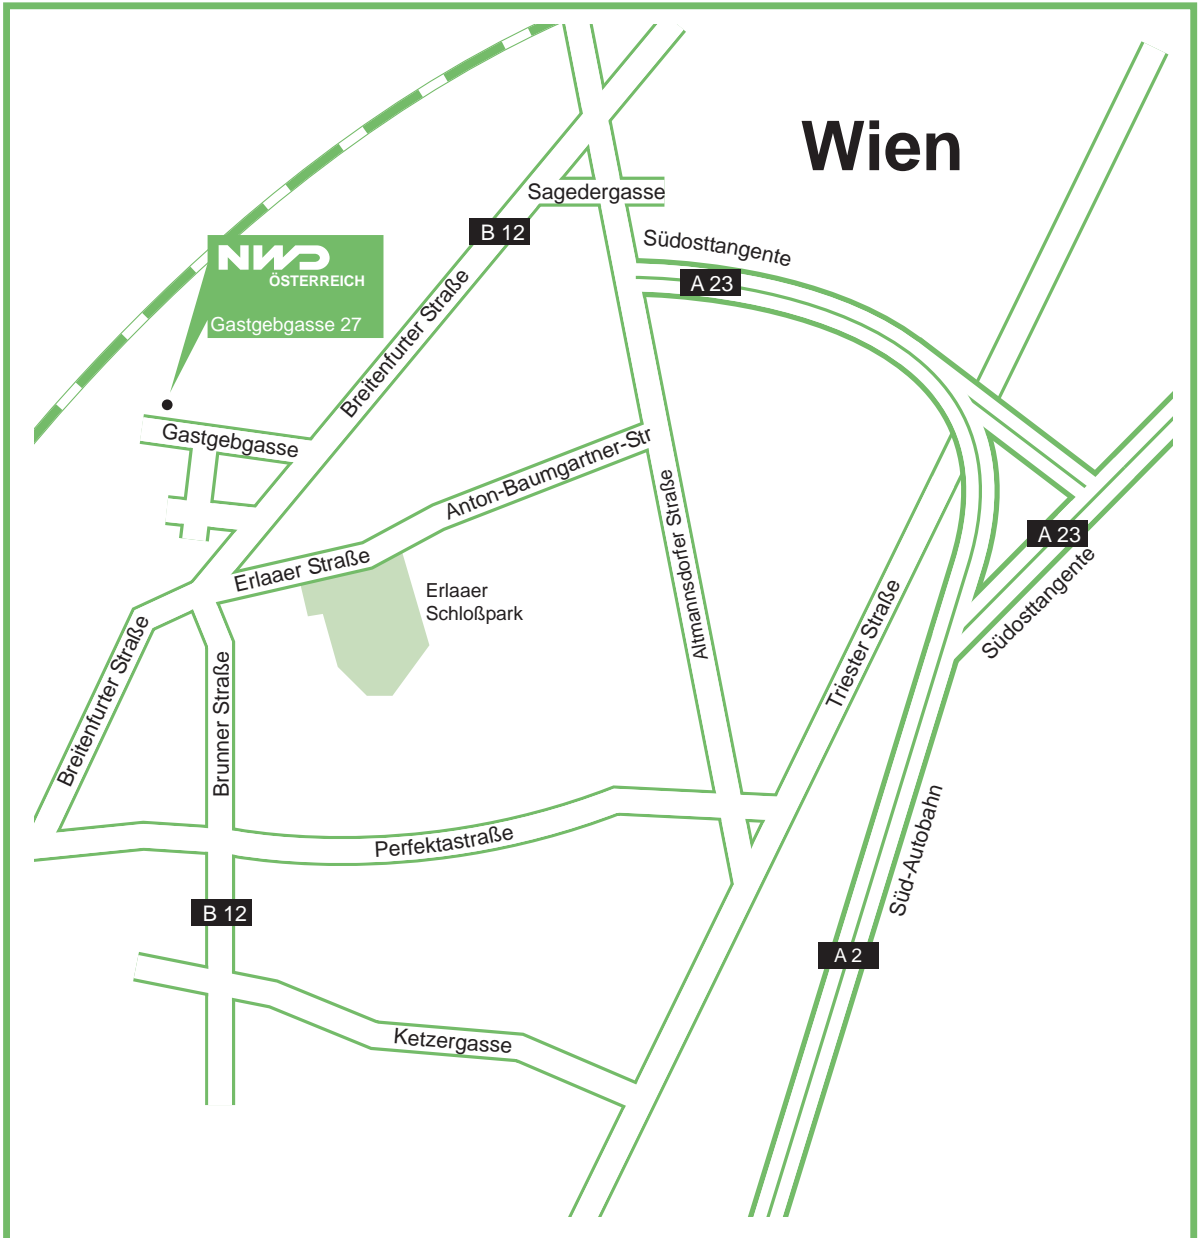 Wien
Sagedergasse
B 12
Südosttangente
A 23
NWD
ÖSTERREICH
Gastgebgasse 27
Breitenfurter Straße
Gastgebgasse
Anton-Baumgartner-Str
Altmannsdorfer Straße
A 23
Südosttangente
Erlaaer Straße
Erlaaer
Schloßpark
Triester Straße
Breitenfurter Straße
Brunner Straße
Perfektastraße
Süd-Autobahn
B 12
A 2
Ketzergasse